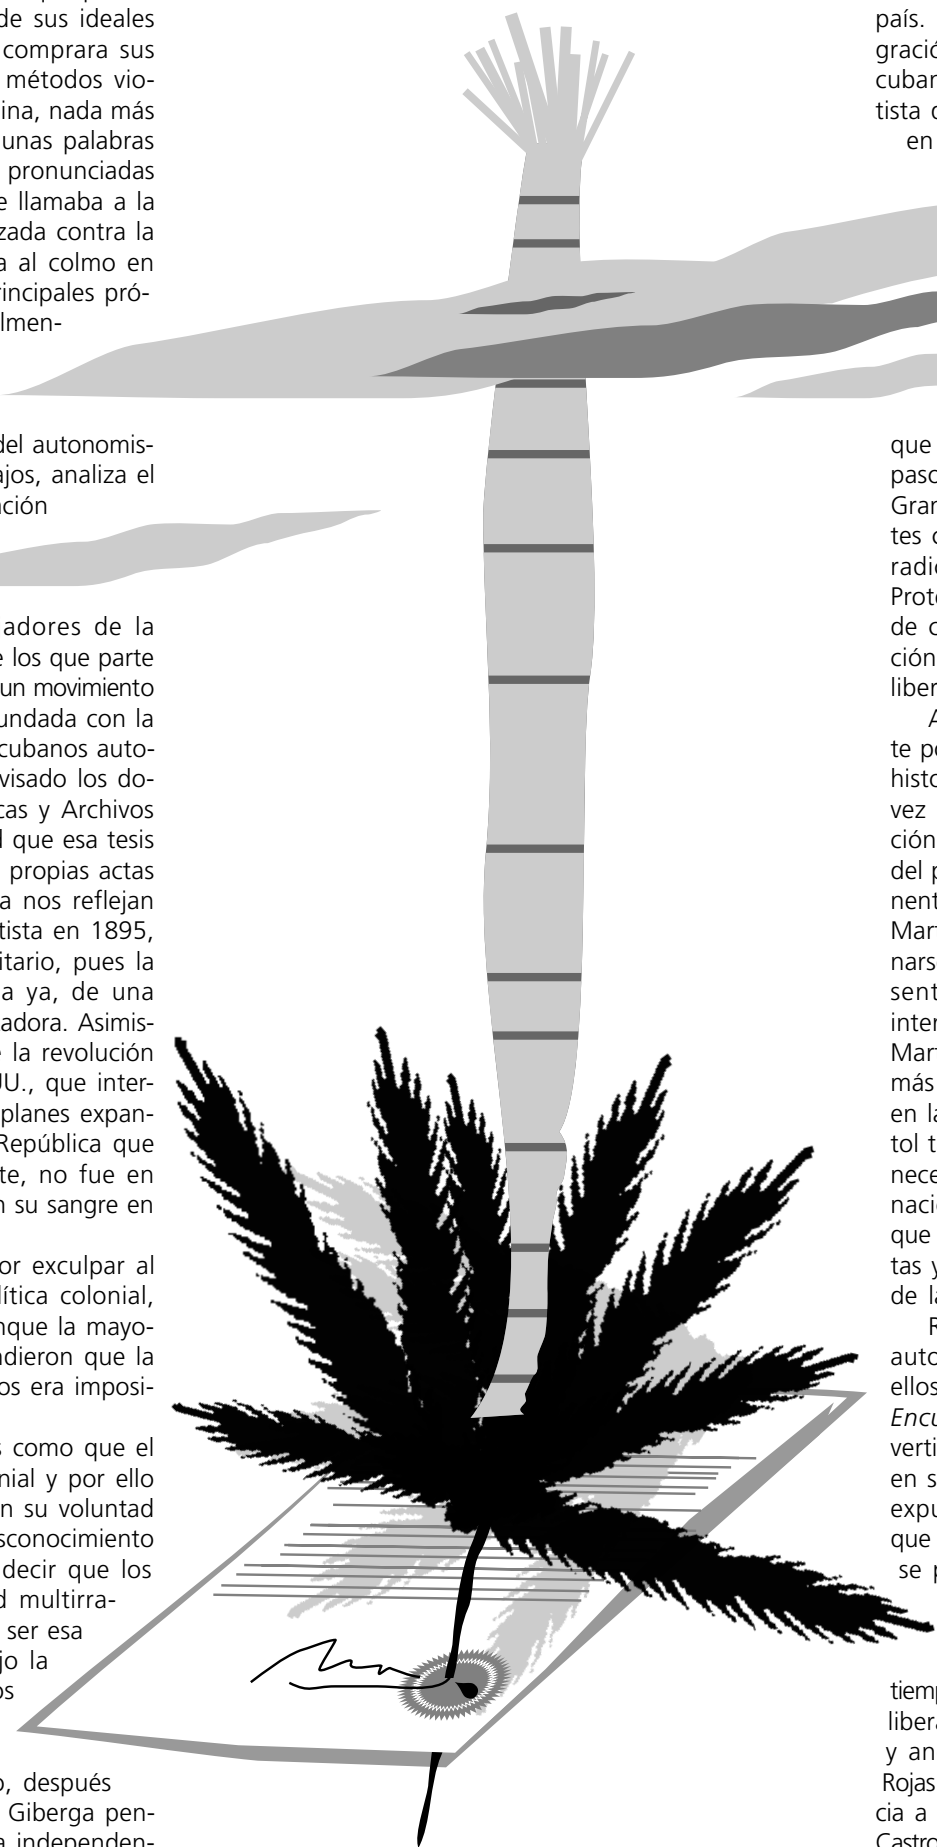 de sus ideales
comprara sus
métodos vio-
ina, nada más
unas palabras
pronunciadas
e llamaba a la
zada contra la
a al colmo en
rincipales pró-
lmen-
del autonomis-
ajos, analiza el
ación
adores de la
e los que parte
un movimiento
undada con la
cubanos auto-
visado los do-
cas y Archivos
d que esa tesis
propias actas
a nos reflejan
tista en 1895,
itario, pues la
a ya, de una
adora. Asimis-
e la revolución
UU., que inter-
planes expan-
República que
te, no fue en
n su sangre en
or exculpar al
lítica colonial,
nque la mayo-
ndieron que la
os era imposi-
s como que el
nial y por ello
n su voluntad
esconocimiento
decir que los
d multirra-
ser esa
jo la
os
o, después
Giberga pen-
a independen-
país.
gració
cuban
tista c
en
que
pasc
Gran
tes c
radic
Prote
de c
ción
liber
A
te po
histo
vez
ción
del p
nent
Mart
nars
sent
inter
Mart
más
en la
tol t
nece
nacio
que
tas y
de la
R
auto
ellos
Encu
verti
en s
expu
que
se p
tiemp
libera
y an
Rojas
cia a
Castro